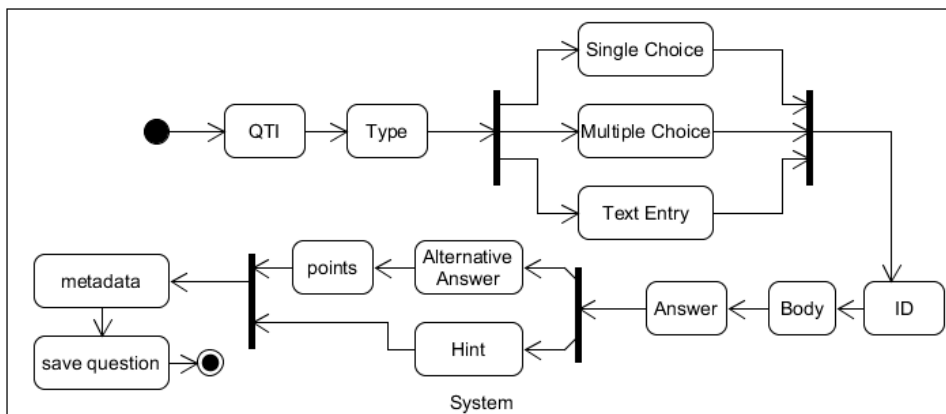 Single Choice
QTI
Type
Multiple Choice
Text Entry
ID
Body
Answer
Alternative
Answer
points
Hint
metadata
save question
System